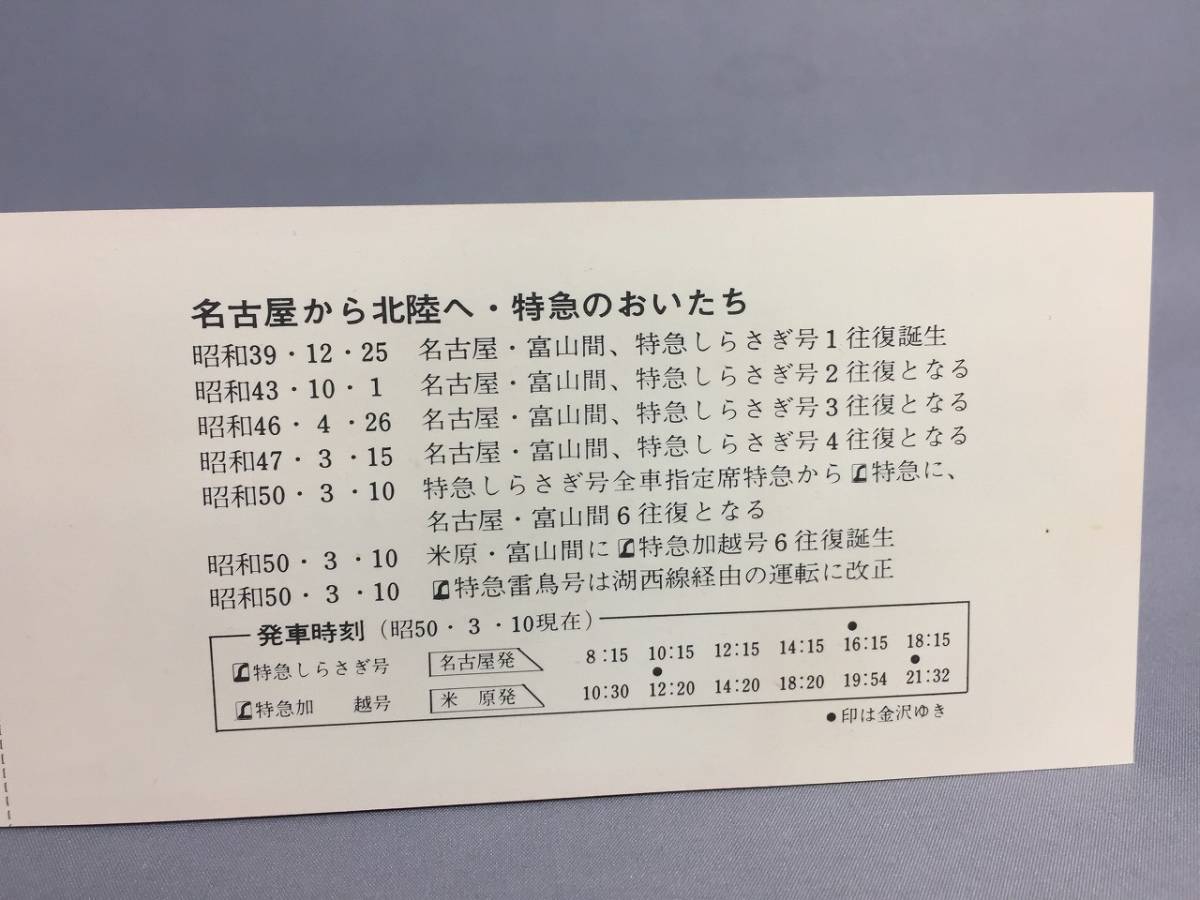 名古屋から北陸へ・特急のおいたち
昭和39・12・25 名古屋・富山間、特急しらさぎ号1往復誕生
昭和43・10・1 名古屋・富山間、特急しらさぎ号2往復となる
昭和46・4・26 名古屋・富山間、特急しらさぎ号3往復となる
昭和47・3・15 名古屋・富山間、特急しらさぎ号4往復となる
昭和50・3・10 特急しらさぎ号全車指定席特急からL特急に、
名古屋・富山間6往復となる
昭和50・3・10 米原・富山間にL特急加越号6往復誕生
昭和50・3・10 L特急雷鳥号は湖西線経由の運転に改正
発車時刻(昭50・3・10現在)
L特急しらさぎ号 名古屋発 8:15 10:15 12:15 14:15 ●16:15 18:15
L特急加 越号 米 原発 10:30 ●12:20 14:20 18:20 19:54 ●21:32
●印は金沢ゆき